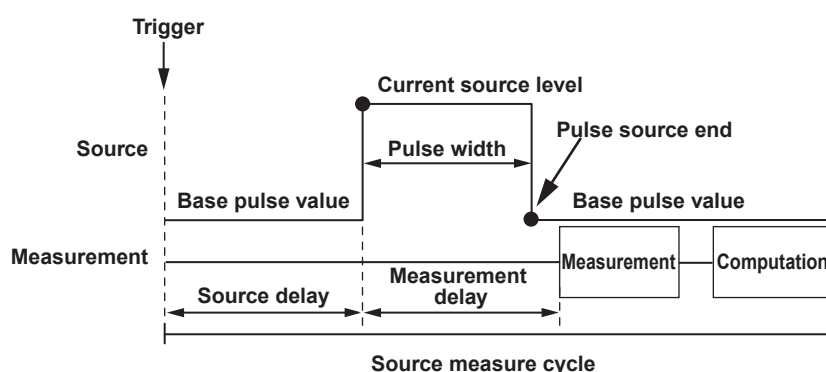 Trigger
Current source level
Pulse source end
Source
Pulse width
Base pulse value
Base pulse value
Measurement
Measurement
Computation
Source delay
Measurement
delay
Source measure cycle